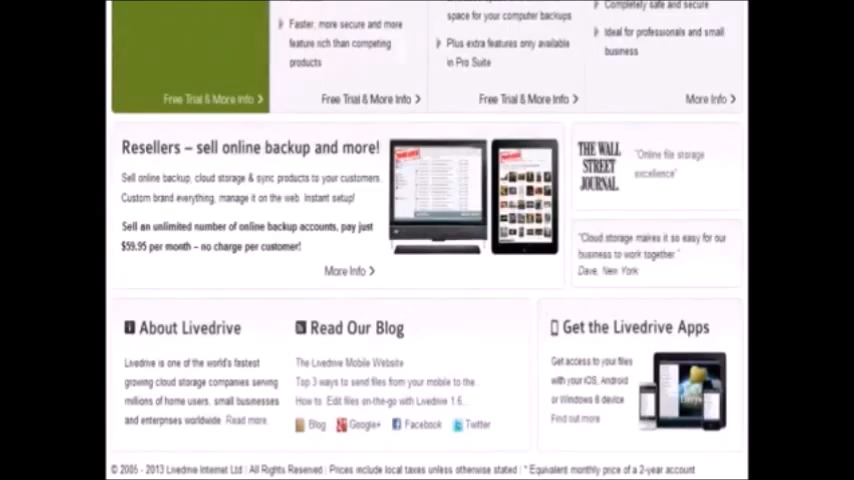 Faster, more secure and more
feature rich than competing
products
Free Trial & More Info
Free Trial & More Info
space for your computer backups
Plus extra features only available
in Pro Suite
Free Trial & More Info
Completely safe and secure
Ideal for professionals and small
business
More Info
Resellers – sell online backup and more!
Sell online backup, cloud storage & sync products to your customers.
Custom brand everything, manage it on the web. Instant setup!
Sell an unlimited number of online backup accounts, pay just
$59.95 per month – no charge per customer!
More Info
THE WALL
STREET
JOURNAL.
"Online file storage
excellence"
"Cloud storage makes it so easy for our
business to work together."
Dave, New York
About Livedrive
Livedrive is one of the world's fastest
growing cloud storage companies serving
millions of home users, small businesses
and enterprises worldwide. Read more.
Read Our Blog
The Livedrive Mobile Website
Top 3 ways to send files from your mobile to the...
How to: Edit files on-the-go with Livedrive 1.6...
Blog Google+ Facebook Twitter
Get the Livedrive Apps
Get access to your files
with your iOS, Android
or Windows 8 device
Find out more
© 2005 - 2013 Livedrive Internet Ltd | All Rights Reserved | Prices include local taxes unless otherwise stated | * Equivalent monthly price of a 2-year account